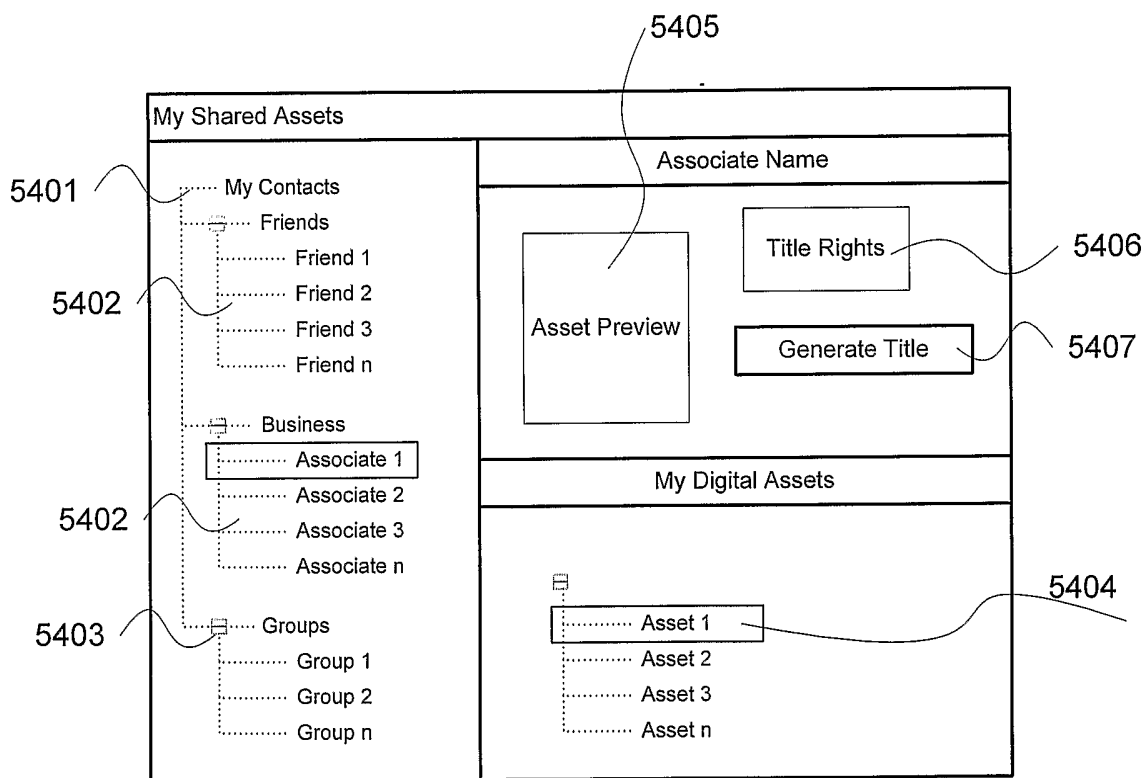 5405
My Shared Assets
5401
My Contacts
Friends
Friend 1
5402
Friend 2
Friend 3
Friend n
Business
Associate 1
Associate 2
5402
Associate 3
Associate n
5403
Groups
Group 1
Group 2
Group n
Associate Name
Asset Preview
Title Rights
5406
Generate Title
5407
My Digital Assets
5404
Asset 1
Asset 2
Asset 3
Asset n